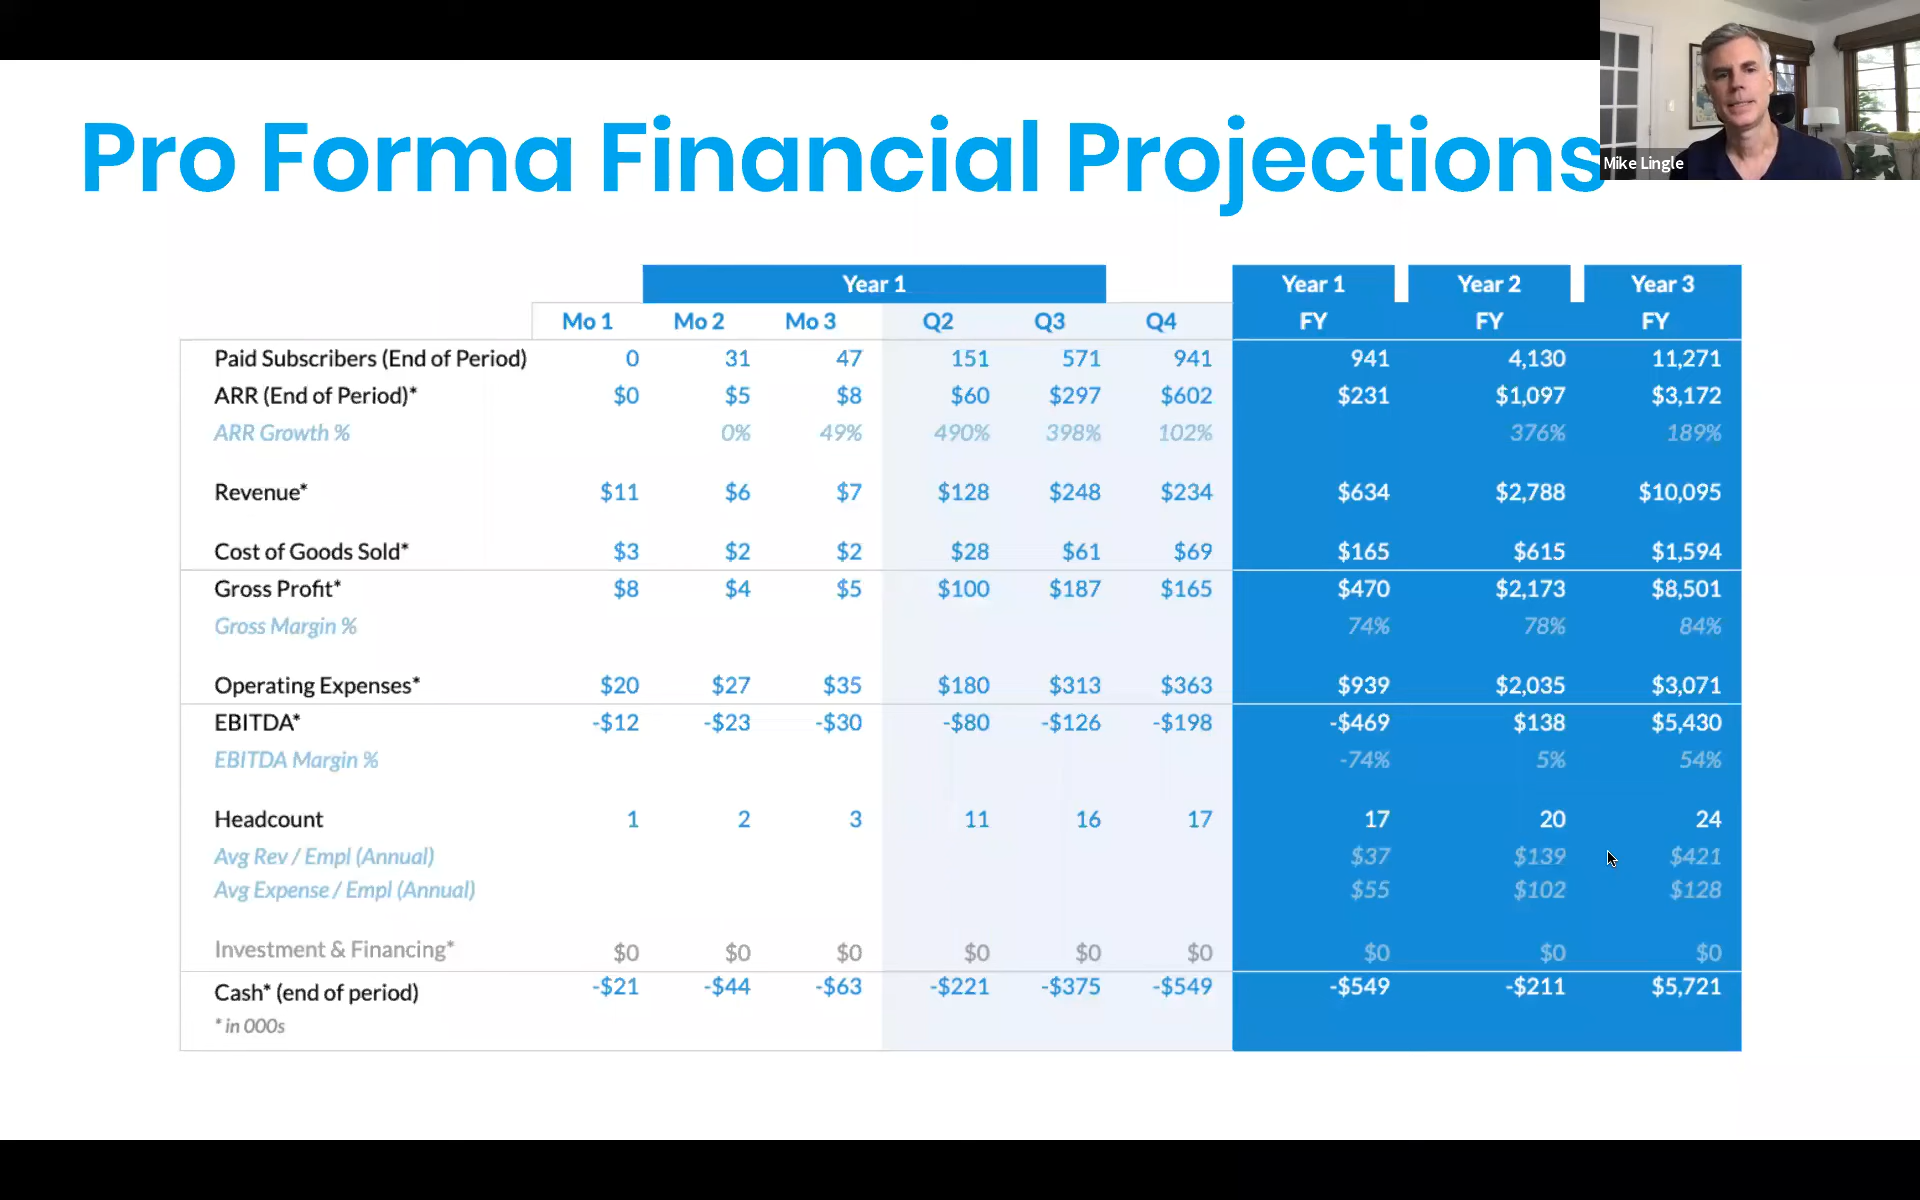 Pro Forma Financial Projections
Mike Lingle
Year 1 Year 1 Year 2 Year 3
Mo 1 Mo 2 Mo 3 Q2 Q3 Q4 FY FY FY
Paid Subscribers (End of Period) 0 31 47 151 571 941 941 4,130 11,271
ARR (End of Period)* $0 $5 $8 $60 $297 $602 $231 $1,097 $3,172
ARR Growth % 0% 49% 490% 398% 102% 376% 189%
Revenue* $11 $6 $7 $128 $248 $234 $634 $2,788 $10,095
Cost of Goods Sold* $3 $2 $2 $28 $61 $69 $165 $615 $1,594
Gross Profit* $8 $4 $5 $100 $187 $165 $470 $2,173 $8,501
Gross Margin % 74% 78% 84%
Operating Expenses* $20 $27 $35 $180 $313 $363 $939 $2,035 $3,071
EBITDA* -$12 -$23 -$30 -$80 -$126 -$198 -$469 $138 $5,430
EBITDA Margin % -74% 5% 54%
Headcount 1 2 3 11 16 17 17 20 24
Avg Rev / Empl (Annual) $37 $139 $421
Avg Expense / Empl (Annual) $55 $102 $128
Investment & Financing* $0 $0 $0 $0 $0 $0 $0 $0 $0
Cash* (end of period) -$21 -$44 -$63 -$221 -$375 -$549 -$549 -$211 $5,721
* in 000s